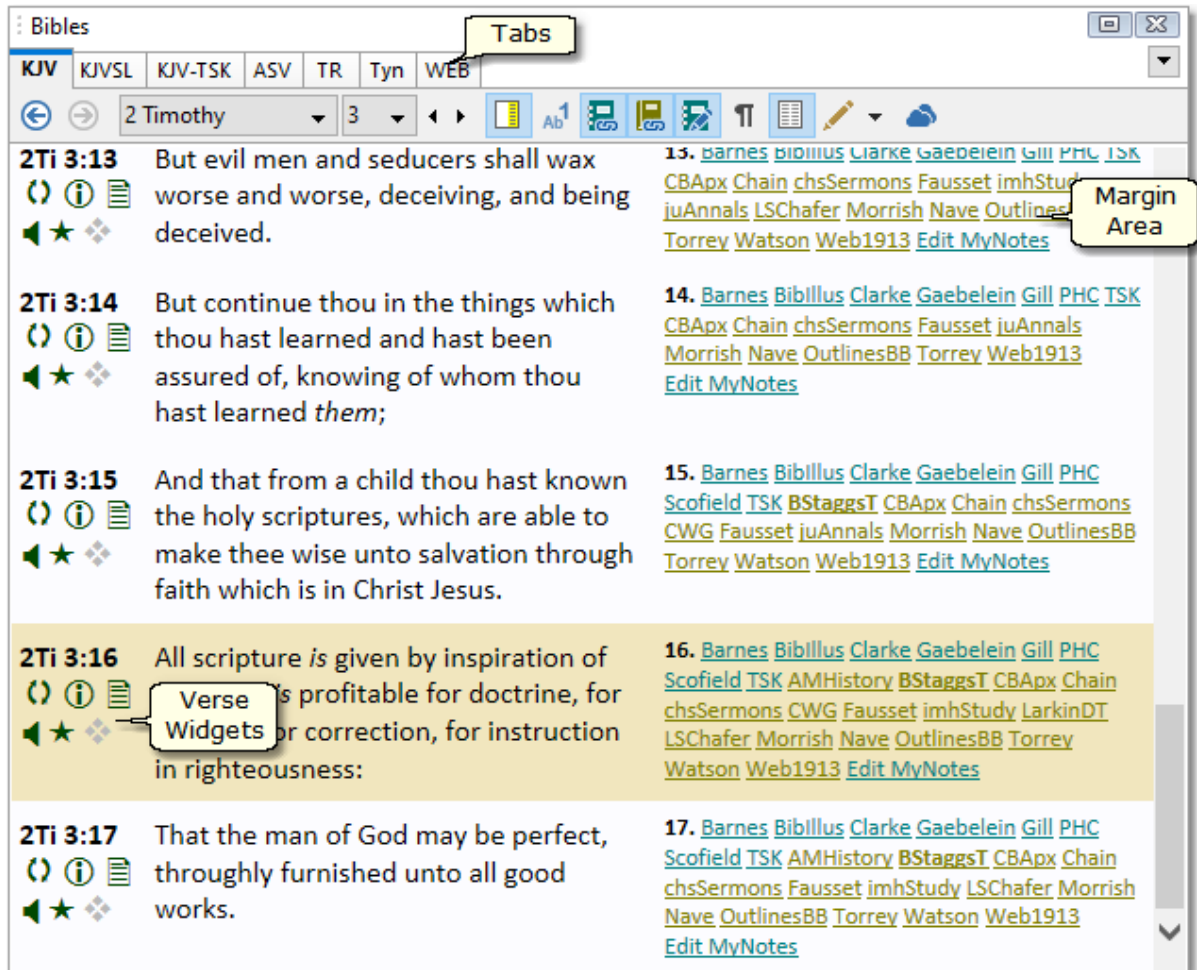 Bibles
Tabs
KJV KJVSL KJV-TSK ASV TR Tyn WEB
2 Timothy 3 Ab1 ¶
2Ti 3:13 But evil men and seducers shall wax
worse and worse, deceiving, and being
deceived.
13. Barnes BibIllus Clarke Gaebelein Gill PHC TSK
CBApx Chain chsSermons Fausset
juAnnals LSChafer Morrish Nave
Torrey Watson Web1913 Edit MyNotes
Margin
Area
2Ti 3:14 But continue thou in the things which
thou hast learned and hast been
assured of, knowing of whom thou
hast learned them;
14. Barnes BibIllus Clarke Gaebelein Gill PHC TSK
CBApx Chain chsSermons Fausset juAnnals
Morrish Nave OutlinesBB Torrey Web1913
Edit MyNotes
2Ti 3:15 And that from a child thou hast known
the holy scriptures, which are able to
make thee wise unto salvation through
faith which is in Christ Jesus.
15. Barnes BibIllus Clarke Gaebelein Gill PHC
Scofield TSK BStaggsT CBApx Chain chsSermons
CWG Fausset juAnnals Morrish Nave OutlinesBB
Torrey Watson Web1913 Edit MyNotes
2Ti 3:16 All scripture is given by inspiration of
profitable for doctrine, for
correction, for instruction
in righteousness:
Verse
Widgets
16. Barnes BibIllus Clarke Gaebelein Gill PHC
Scofield TSK AMHistory BStaggsT CBApx Chain
chsSermons CWG Fausset imhStudy LarkinDT
LSChafer Morrish Nave OutlinesBB Torrey
Watson Web1913 Edit MyNotes
2Ti 3:17 That the man of God may be perfect,
throughly furnished unto all good
works.
17. Barnes BibIllus Clarke Gaebelein Gill PHC
Scofield TSK AMHistory BStaggsT CBApx Chain
chsSermons Fausset imhStudy LSChafer Morrish
Nave OutlinesBB Torrey Watson Web1913
Edit MyNotes